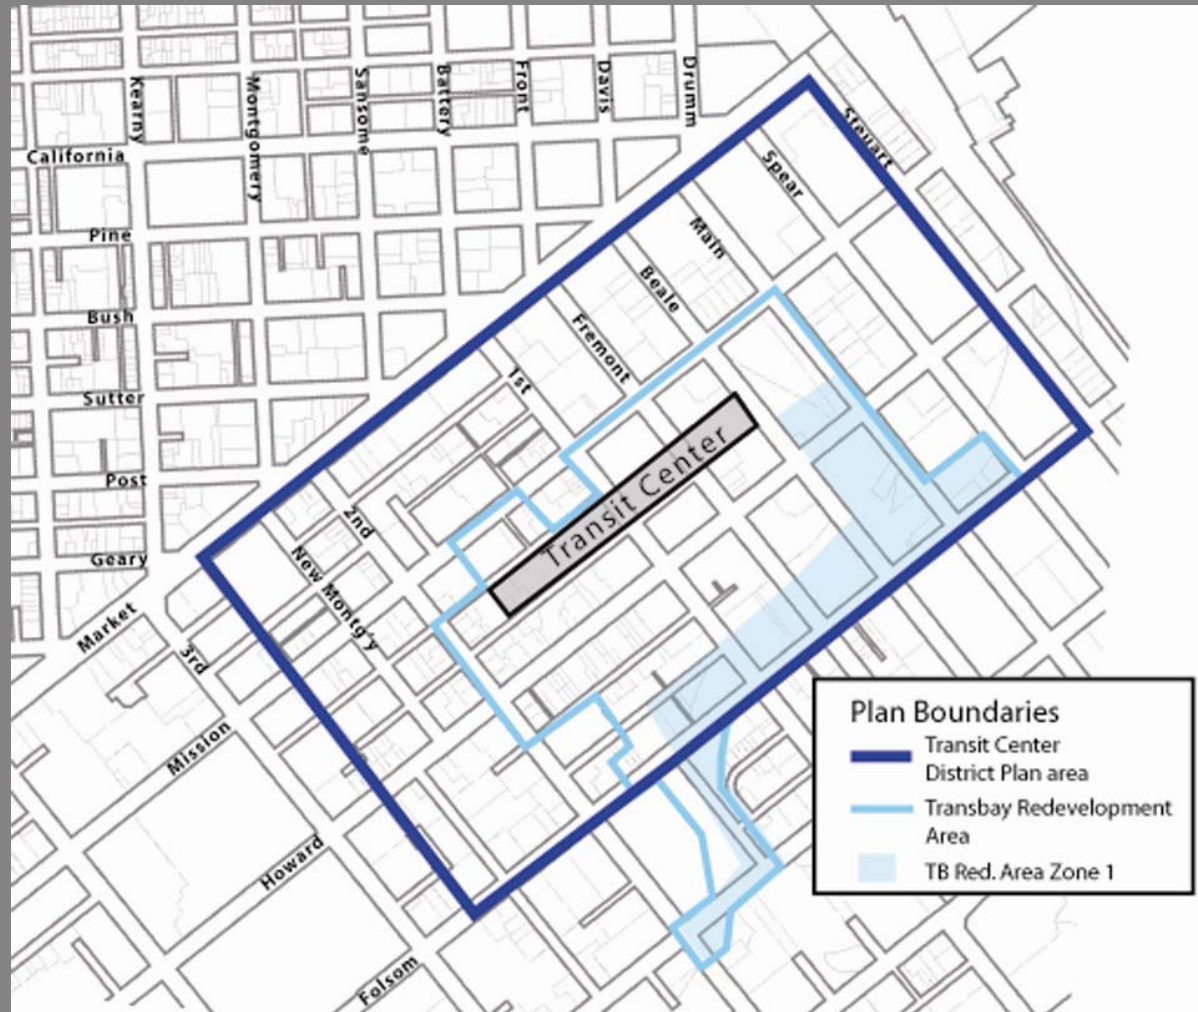 Kearny
Montgomery
Sansome
Battery
Front
Davis
Drumm
Steuart
California
Spear
Pine
Main
Beale
Bush
Fremont
1st
Sutter
Transit Center
Post
2nd
Geary
New Montg'y
Market
3rd
Mission
Howard
Folsom
Plan Boundaries
Transit Center
District Plan area
Transbay Redevelopment
Area
TB Red. Area Zone 1